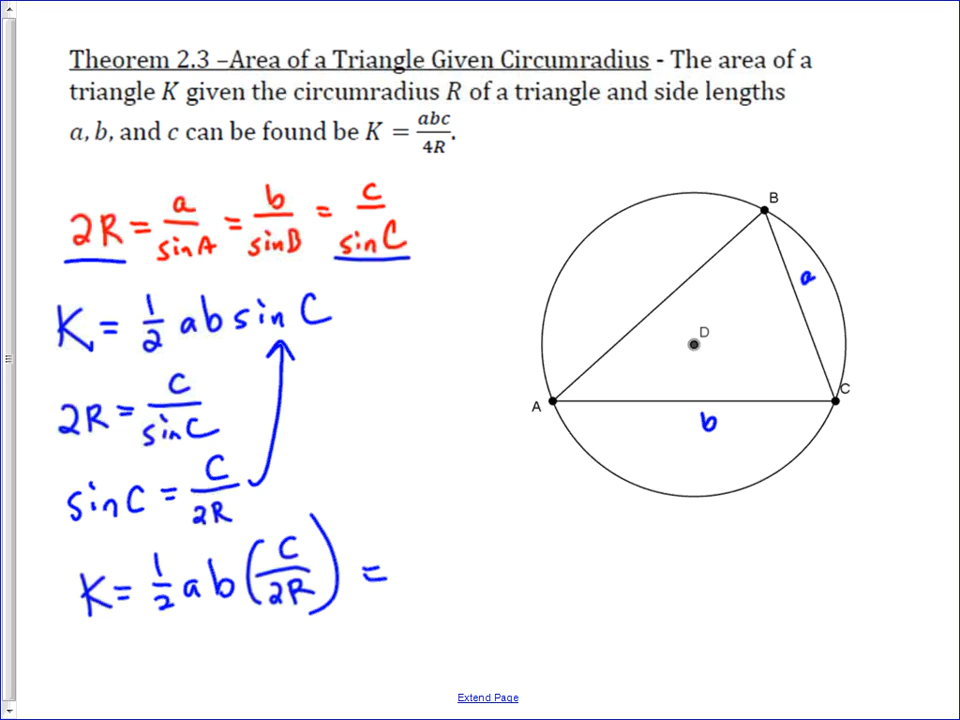 Theorem 2.3 –Area of a Triangle Given Circumradius - The area of a
triangle K given the circumradius R of a triangle and side lengths
a, b, and c can be found be K = abc/4R.
2R = a/sinA = b/sinB = c/sinC
K = 1/2 ab sin C
2R = c/sinC
sinC = c/2R
K = 1/2 ab (c/2R) =
B
a
D
A
C
b
Extend Page